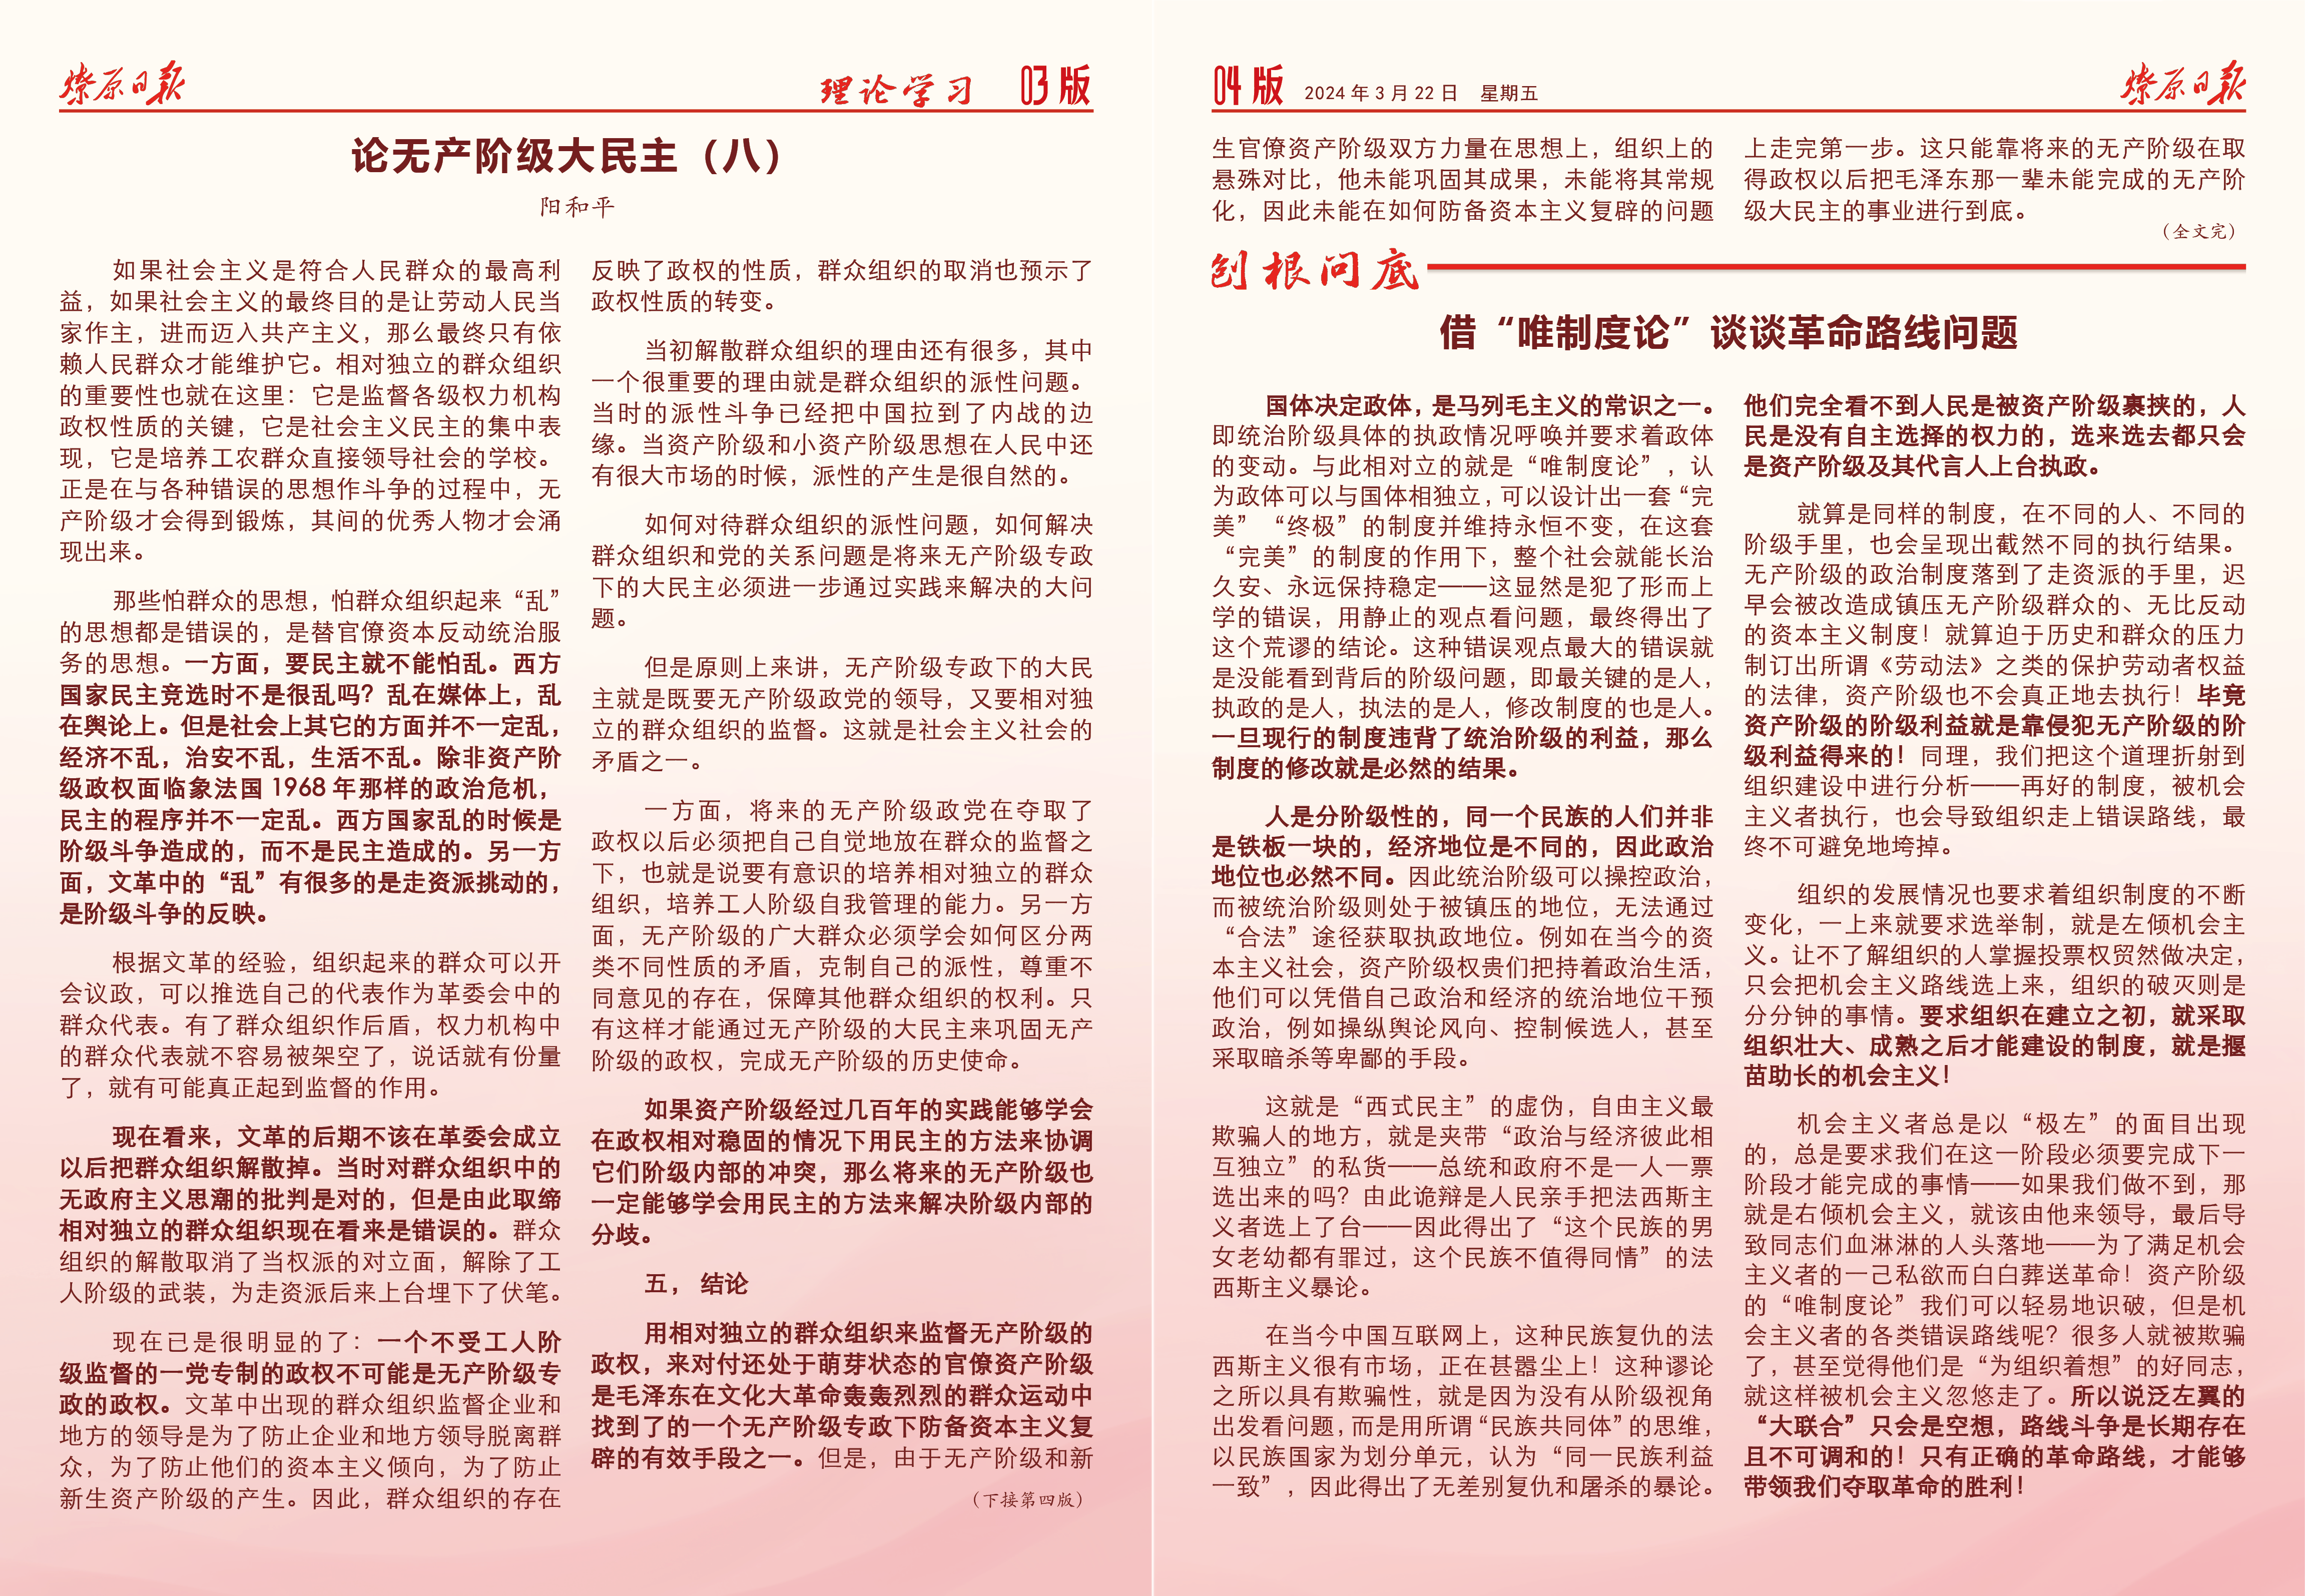 燎原日報
理论学习
03版
论无产阶级大民主（八）
阳和平
如果社会主义是符合人民群众的最高利
益，如果社会主义的最终目的是让劳动人民当
家作主，进而迈入共产主义，那么最终只有依
赖人民群众才能维护它。相对独立的群众组织
的重要性也就在这里：它是监督各级权力机构
政权性质的关键，它是社会主义民主的集中表
现，它是培养工农群众直接领导社会的学校。
正是在与各种错误的思想作斗争的过程中，无
产阶级才会得到锻炼，其间的优秀人物才会涌
现出来。
那些怕群众的思想，怕群众组织起来“乱”
的思想都是错误的，是替官僚资本反动统治服
务的思想。一方面，要民主就不能怕乱。西方
国家民主竞选时不是很乱吗？乱在媒体上，乱
在舆论上。但是社会上其它的方面并不一定乱，
经济不乱，治安不乱，生活不乱。除非资产阶
级政权面临象法国 1968 年那样的政治危机，
民主的程序并不一定乱。西方国家乱的时候是
阶级斗争造成的，而不是民主造成的。另一方
面，文革中的“乱”有很多的是走资派挑动的，
是阶级斗争的反映。
根据文革的经验，组织起来的群众可以开
会议政，可以推选自己的代表作为革委会中的
群众代表。有了群众组织作后盾，权力机构中
的群众代表就不容易被架空了，说话就有份量
了，就有可能真正起到监督的作用。
现在看来，文革的后期不该在革委会成立
以后把群众组织解散掉。当时对群众组织中的
无政府主义思潮的批判是对的，但是由此取缔
相对独立的群众组织现在看来是错误的。群众
组织的解散取消了当权派的对立面，解除了工
人阶级的武装，为走资派后来上台埋下了伏笔。
现在已是很明显的了：一个不受工人阶
级监督的一党专制的政权不可能是无产阶级专
政的政权。文革中出现的群众组织监督企业和
地方的领导是为了防止企业和地方领导脱离群
众，为了防止他们的资本主义倾向，为了防止
新生资产阶级的产生。因此，群众组织的存在
反映了政权的性质，群众组织的取消也预示了
政权性质的转变。
当初解散群众组织的理由还有很多，其中
一个很重要的理由就是群众组织的派性问题。
当时的派性斗争已经把中国拉到了内战的边
缘。当资产阶级和小资产阶级思想在人民中还
有很大市场的时候，派性的产生是很自然的。
如何对待群众组织的派性问题，如何解决
群众组织和党的关系问题是将来无产阶级专政
下的大民主必须进一步通过实践来解决的大问
题。
但是原则上来讲，无产阶级专政下的大民
主就是既要无产阶级政党的领导，又要相对独
立的群众组织的监督。这就是社会主义社会的
矛盾之一。
一方面，将来的无产阶级政党在夺取了
政权以后必须把自己自觉地放在群众的监督之
下，也就是说要有意识的培养相对独立的群众
组织，培养工人阶级自我管理的能力。另一方
面，无产阶级的广大群众必须学会如何区分两
类不同性质的矛盾，克制自己的派性，尊重不
同意见的存在，保障其他群众组织的权利。只
有这样才能通过无产阶级的大民主来巩固无产
阶级的政权，完成无产阶级的历史使命。
如果资产阶级经过几百年的实践能够学会
在政权相对稳固的情况下用民主的方法来协调
它们阶级内部的冲突，那么将来的无产阶级也
一定能够学会用民主的方法来解决阶级内部的
分歧。
五， 结论
用相对独立的群众组织来监督无产阶级的
政权，来对付还处于萌芽状态的官僚资产阶级
是毛泽东在文化大革命轰轰烈烈的群众运动中
找到了的一个无产阶级专政下防备资本主义复
辟的有效手段之一。但是，由于无产阶级和新
（下接第四版）
04版
2024 年 3 月 22 日 星期五
燎原日報
生官僚资产阶级双方力量在思想上，组织上的
悬殊对比，他未能巩固其成果，未能将其常规
化，因此未能在如何防备资本主义复辟的问题
上走完第一步。这只能靠将来的无产阶级在取
得政权以后把毛泽东那一辈未能完成的无产阶
级大民主的事业进行到底。
（全文完）
刨根问底
借“唯制度论”谈谈革命路线问题
国体决定政体，是马列毛主义的常识之一。
即统治阶级具体的执政情况呼唤并要求着政体
的变动。与此相对立的就是“唯制度论”，认
为政体可以与国体相独立，可以设计出一套“完
美”“终极”的制度并维持永恒不变，在这套
“完美”的制度的作用下，整个社会就能长治
久安、永远保持稳定——这显然是犯了形而上
学的错误，用静止的观点看问题，最终得出了
这个荒谬的结论。这种错误观点最大的错误就
是没能看到背后的阶级问题，即最关键的是人，
执政的是人，执法的是人，修改制度的也是人。
一旦现行的制度违背了统治阶级的利益，那么
制度的修改就是必然的结果。
人是分阶级性的，同一个民族的人们并非
是铁板一块的，经济地位是不同的，因此政治
地位也必然不同。因此统治阶级可以操控政治，
而被统治阶级则处于被镇压的地位，无法通过
“合法”途径获取执政地位。例如在当今的资
本主义社会，资产阶级权贵们把持着政治生活，
他们可以凭借自己政治和经济的统治地位干预
政治，例如操纵舆论风向、控制候选人，甚至
采取暗杀等卑鄙的手段。
这就是“西式民主”的虚伪，自由主义最
欺骗人的地方，就是夹带“政治与经济彼此相
互独立”的私货——总统和政府不是一人一票
选出来的吗？由此诡辩是人民亲手把法西斯主
义者选上了台——因此得出了“这个民族的男
女老幼都有罪过，这个民族不值得同情”的法
西斯主义暴论。
在当今中国互联网上，这种民族复仇的法
西斯主义很有市场，正在甚嚣尘上！这种谬论
之所以具有欺骗性，就是因为没有从阶级视角
出发看问题，而是用所谓“民族共同体”的思维，
以民族国家为划分单元，认为“同一民族利益
一致”，因此得出了无差别复仇和屠杀的暴论。
他们完全看不到人民是被资产阶级裹挟的，人
民是没有自主选择的权力的，选来选去都只会
是资产阶级及其代言人上台执政。
就算是同样的制度，在不同的人、不同的
阶级手里，也会呈现出截然不同的执行结果。
无产阶级的政治制度落到了走资派的手里，迟
早会被改造成镇压无产阶级群众的、无比反动
的资本主义制度！就算迫于历史和群众的压力
制订出所谓《劳动法》之类的保护劳动者权益
的法律，资产阶级也不会真正地去执行！毕竟
资产阶级的阶级利益就是靠侵犯无产阶级的阶
级利益得来的！同理，我们把这个道理折射到
组织建设中进行分析——再好的制度，被机会
主义者执行，也会导致组织走上错误路线，最
终不可避免地垮掉。
组织的发展情况也要求着组织制度的不断
变化，一上来就要求选举制，就是左倾机会主
义。让不了解组织的人掌握投票权贸然做决定，
只会把机会主义路线选上来，组织的破灭则是
分分钟的事情。要求组织在建立之初，就采取
组织壮大、成熟之后才能建设的制度，就是揠
苗助长的机会主义！
机会主义者总是以“极左”的面目出现
的，总是要求我们在这一阶段必须要完成下一
阶段才能完成的事情——如果我们做不到，那
就是右倾机会主义，就该由他来领导，最后导
致同志们血淋淋的人头落地——为了满足机会
主义者的一己私欲而白白葬送革命！资产阶级
的“唯制度论”我们可以轻易地识破，但是机
会主义者的各类错误路线呢？很多人就被欺骗
了，甚至觉得他们是“为组织着想”的好同志，
就这样被机会主义忽悠走了。所以说泛左翼的
“大联合”只会是空想，路线斗争是长期存在
且不可调和的！只有正确的革命路线，才能够
带领我们夺取革命的胜利！